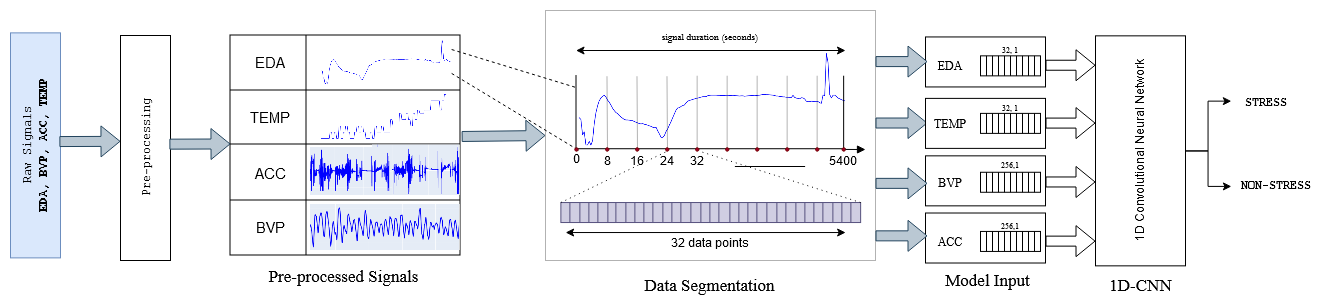 Raw Signals
EDA, BVP, ACC, TEMP
Pre-processing
EDA
TEMP
ACC
BVP
Pre-processed Signals
signal duration (seconds)
0 8 16 24 32 5400
32 data points
Data Segmentation
EDA 32, 1
TEMP 32, 1
BVP 256,1
ACC 256,1
Model Input
1D Convolutional Neural Network
1D-CNN
STRESS
NON-STRESS